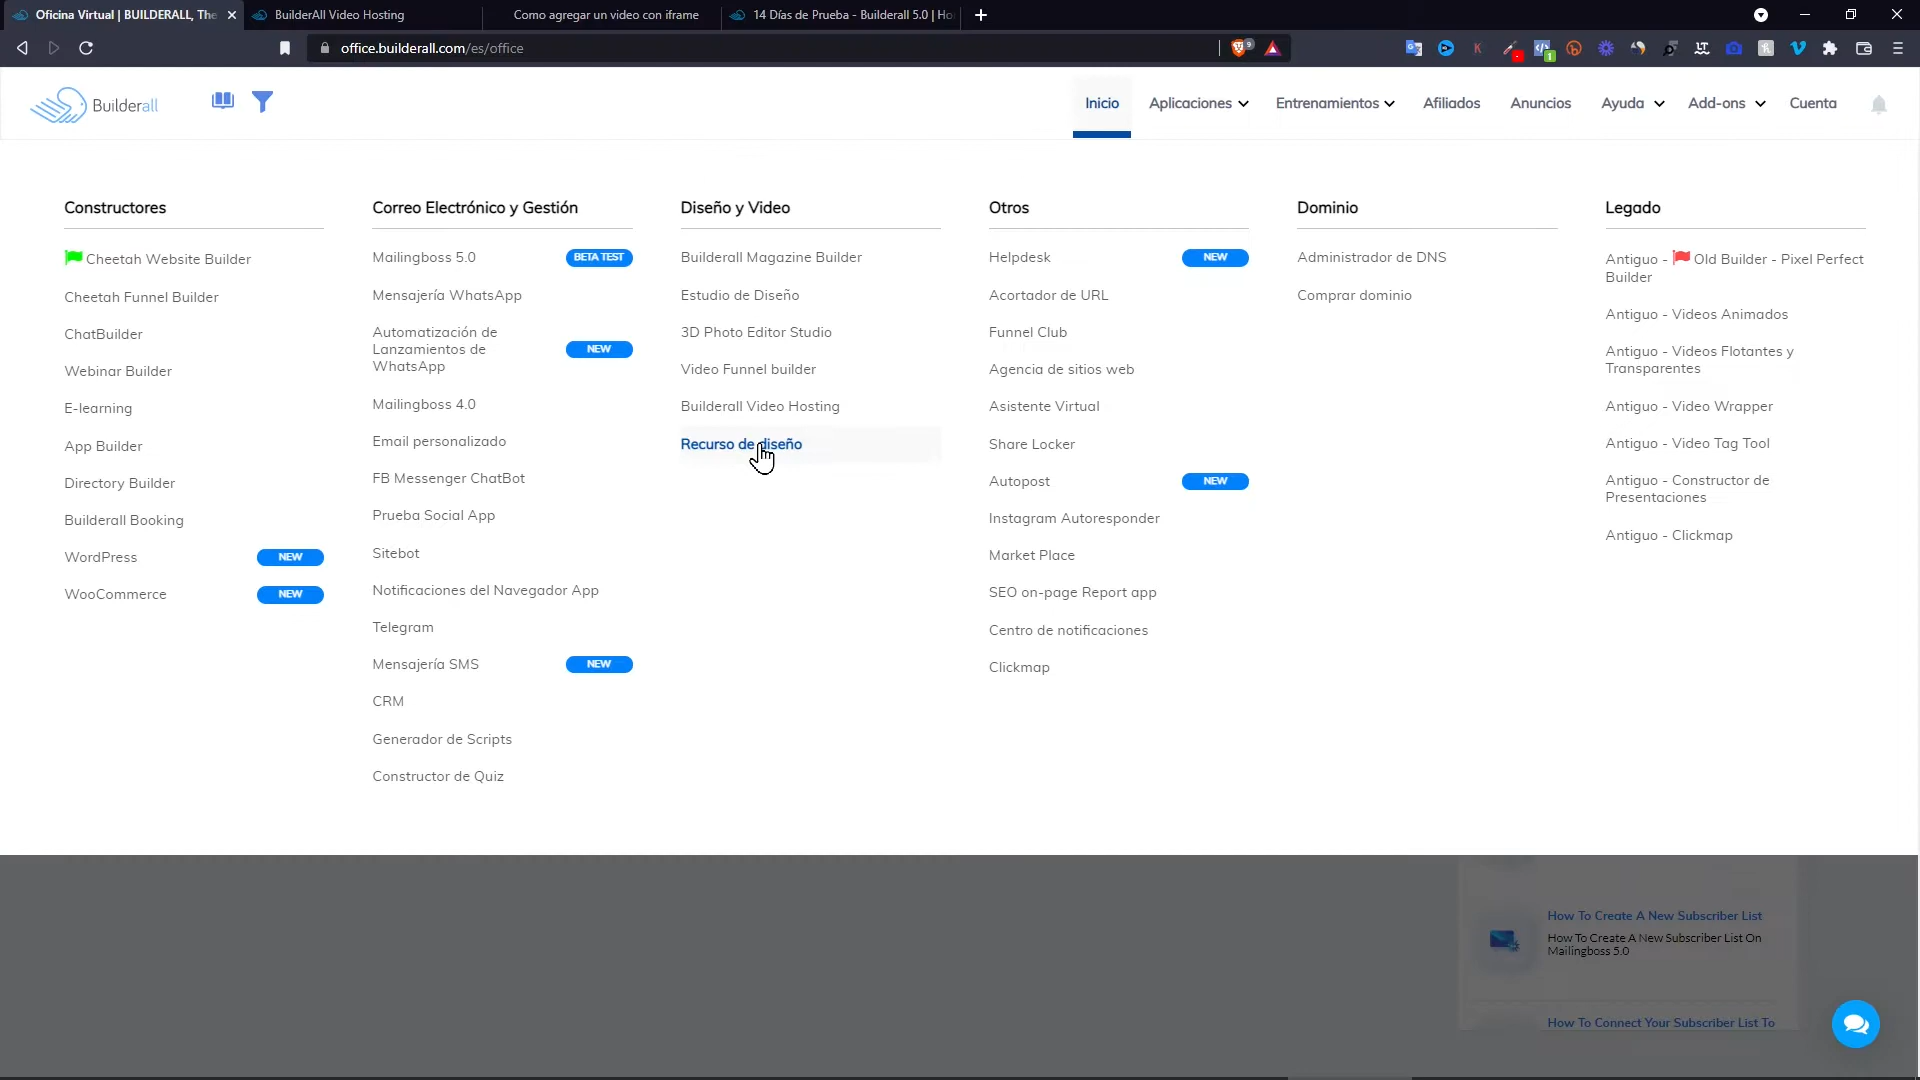 Oficina Virtual | BUILDERALL, The
BuilderAll Video Hosting
Como agregar un video con iframe
14 Días de Prueba - Builderall 5.0 | Ho
office.builderall.com/es/office
9
1
Builderall
Inicio
Aplicaciones
Entrenamientos
Afiliados
Anuncios
Ayuda
Add-ons
Cuenta
Constructores
Cheetah Website Builder
Cheetah Funnel Builder
ChatBuilder
Webinar Builder
E-learning
App Builder
Directory Builder
Builderall Booking
WordPress NEW
WooCommerce NEW
Correo Electrónico y Gestión
Mailingboss 5.0 BETA TEST
Mensajería WhatsApp
Automatización de
Lanzamientos de NEW
WhatsApp
Mailingboss 4.0
Email personalizado
FB Messenger ChatBot
Prueba Social App
Sitebot
Notificaciones del Navegador App
Telegram
Mensajería SMS NEW
CRM
Generador de Scripts
Constructor de Quiz
Diseño y Video
Builderall Magazine Builder
Estudio de Diseño
3D Photo Editor Studio
Video Funnel builder
Builderall Video Hosting
Recurso de diseño
Otros
Helpdesk NEW
Acortador de URL
Funnel Club
Agencia de sitios web
Asistente Virtual
Share Locker
Autopost NEW
Instagram Autoresponder
Market Place
SEO on-page Report app
Centro de notificaciones
Clickmap
Dominio
Administrador de DNS
Comprar dominio
Legado
Antiguo - Old Builder - Pixel Perfect
Builder
Antiguo - Videos Animados
Antiguo - Videos Flotantes y
Transparentes
Antiguo - Video Wrapper
Antiguo - Video Tag Tool
Antiguo - Constructor de
Presentaciones
Antiguo - Clickmap
How To Create A New Subscriber List
How To Create A New Subscriber List On
Mailingboss 5.0
How To Connect Your Subscriber List To